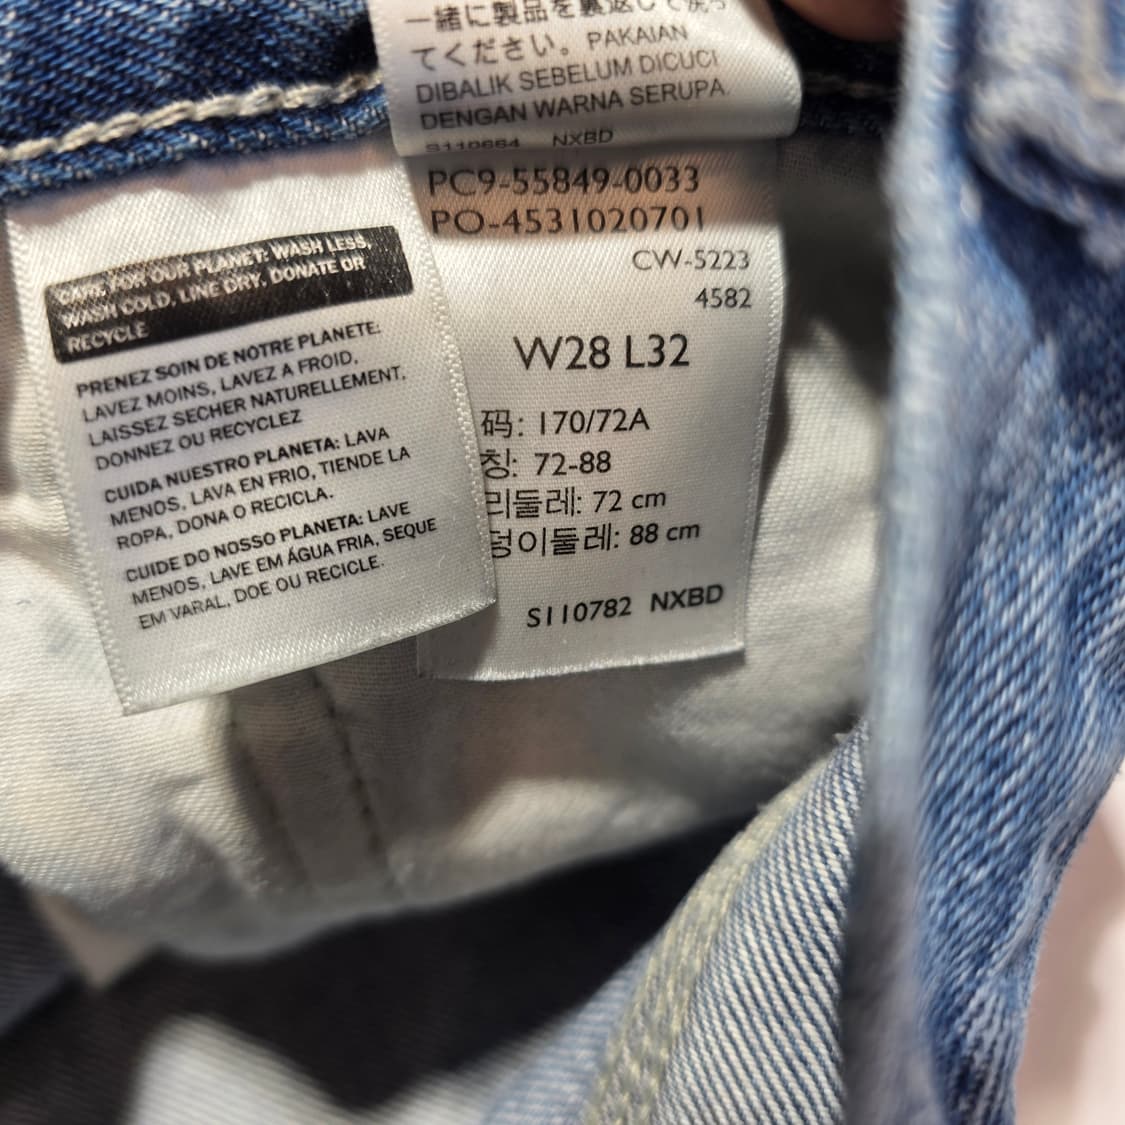 一緒に製品を裏返して洗っ
てください。PAKAIAN
DIBALIK SEBELUM DICUCI
DENGAN WARNA SERUPA.
S110664 NXBD
PC9-55849-0033
PO-4531020701
CW-5223
4582
W28 L32
码: 170/72A
칭: 72-88
리둘레: 72 cm
덩이둘레: 88 cm
S110782 NXBD
CARE FOR OUR PLANET: WASH LESS,
WASH COLD, LINE DRY, DONATE OR
RECYCLE
PRENEZ SOIN DE NOTRE PLANETE:
LAVEZ MOINS, LAVEZ A FROID,
LAISSEZ SECHER NATURELLEMENT,
DONNEZ OU RECYCLEZ
CUIDA NUESTRO PLANETA: LAVA
MENOS, LAVA EN FRIO, TIENDE LA
ROPA, DONA O RECICLA.
CUIDE DO NOSSO PLANETA: LAVE
MENOS, LAVE EM ÁGUA FRIA, SEQUE
EM VARAL, DOE OU RECICLE.